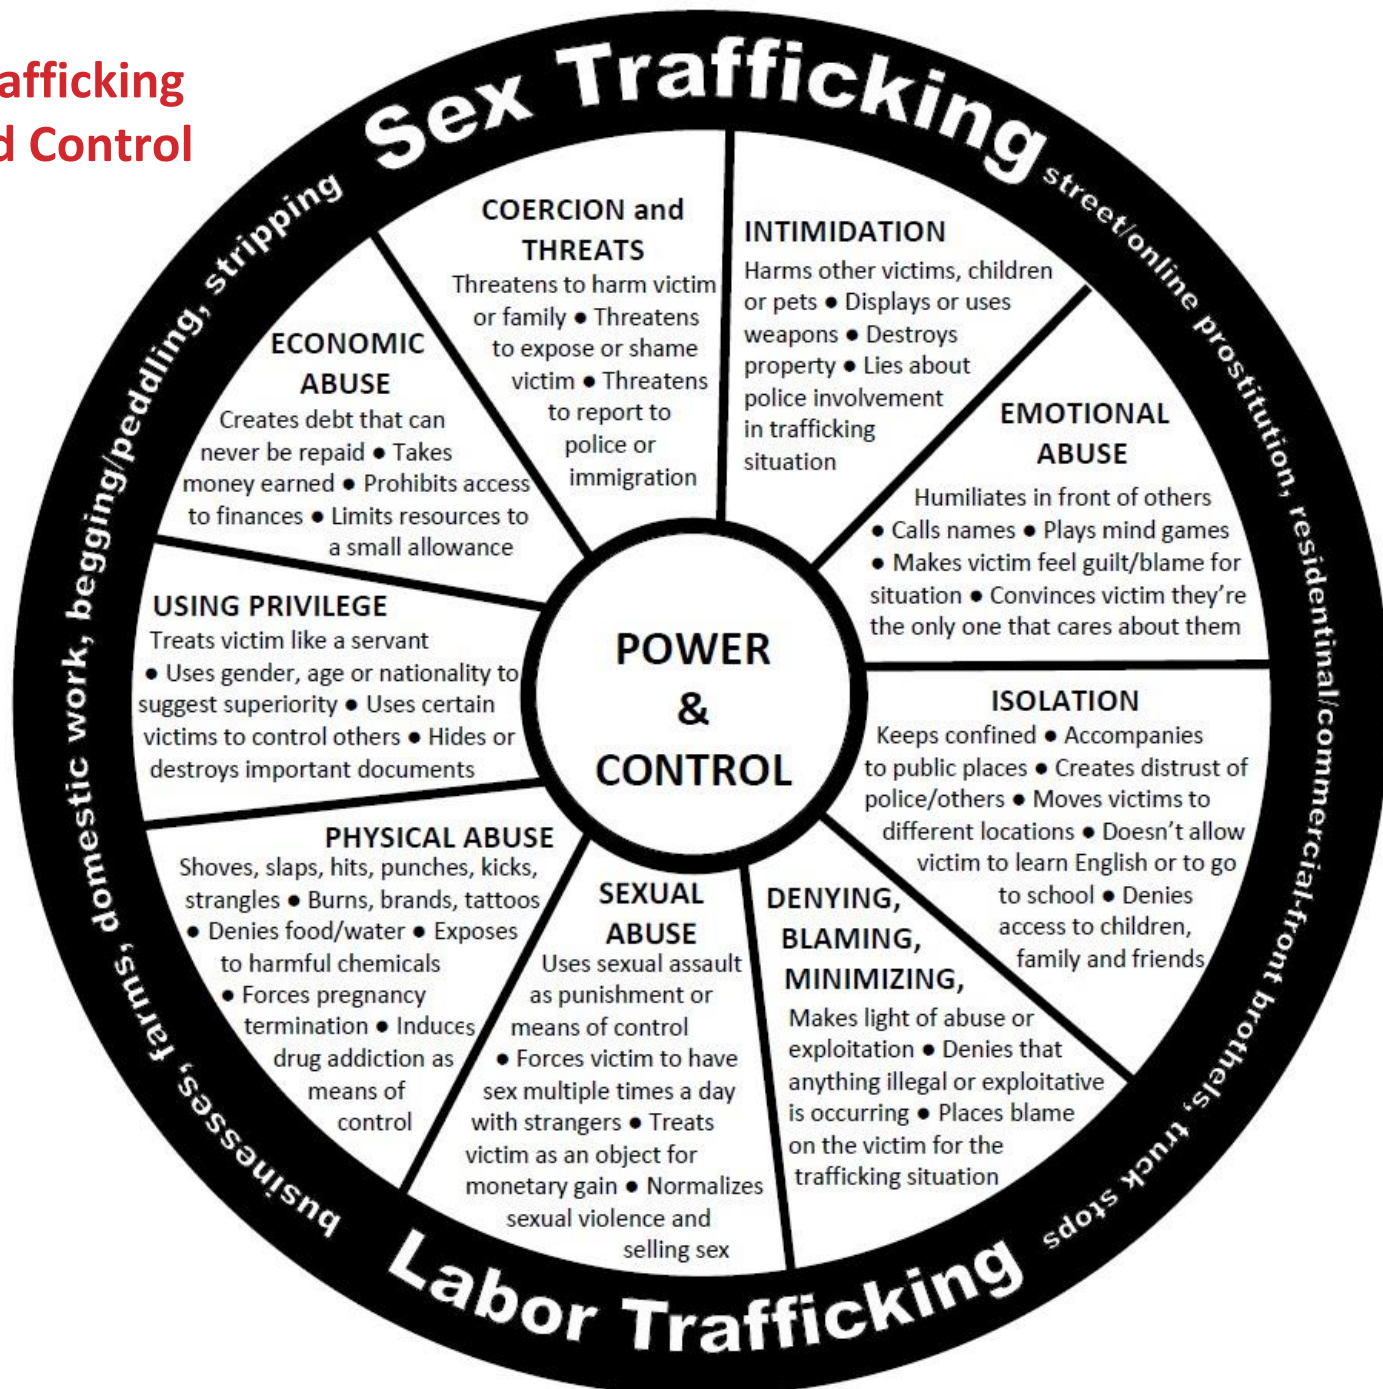 afficking
d Control
Sex Trafficking
street/online prostitution, residentinal/commercial-front brothels, truck stops
Labor Trafficking
businesses, farms, domestic work, begging/peddling, stripping
COERCION and
THREATS
Threatens to harm victim
or family ● Threatens
to expose or shame
victim ● Threatens
to report to
police or
immigration
INTIMIDATION
Harms other victims, children
or pets ● Displays or uses
weapons ● Destroys
property ● Lies about
police involvement
in trafficking
situation
EMOTIONAL
ABUSE
Humiliates in front of others
● Calls names ● Plays mind games
● Makes victim feel guilt/blame for
situation ● Convinces victim they’re
the only one that cares about them
ISOLATION
Keeps confined ● Accompanies
to public places ● Creates distrust of
police/others ● Moves victims to
different locations ● Doesn’t allow
victim to learn English or to go
to school ● Denies
access to children,
family and friends
DENYING,
BLAMING,
MINIMIZING,
Makes light of abuse or
exploitation ● Denies that
anything illegal or exploitative
is occurring ● Places blame
on the victim for the
trafficking situation
SEXUAL
ABUSE
Uses sexual assault
as punishment or
means of control
● Forces victim to have
sex multiple times a day
with strangers ● Treats
victim as an object for
monetary gain ● Normalizes
sexual violence and
selling sex
PHYSICAL ABUSE
Shoves, slaps, hits, punches, kicks,
strangles ● Burns, brands, tattoos
● Denies food/water ● Exposes
to harmful chemicals
● Forces pregnancy
termination ● Induces
drug addiction as
means of
control
USING PRIVILEGE
Treats victim like a servant
● Uses gender, age or nationality to
suggest superiority ● Uses certain
victims to control others ● Hides or
destroys important documents
ECONOMIC
ABUSE
Creates debt that can
never be repaid ● Takes
money earned ● Prohibits access
to finances ● Limits resources to
a small allowance
POWER
&
CONTROL